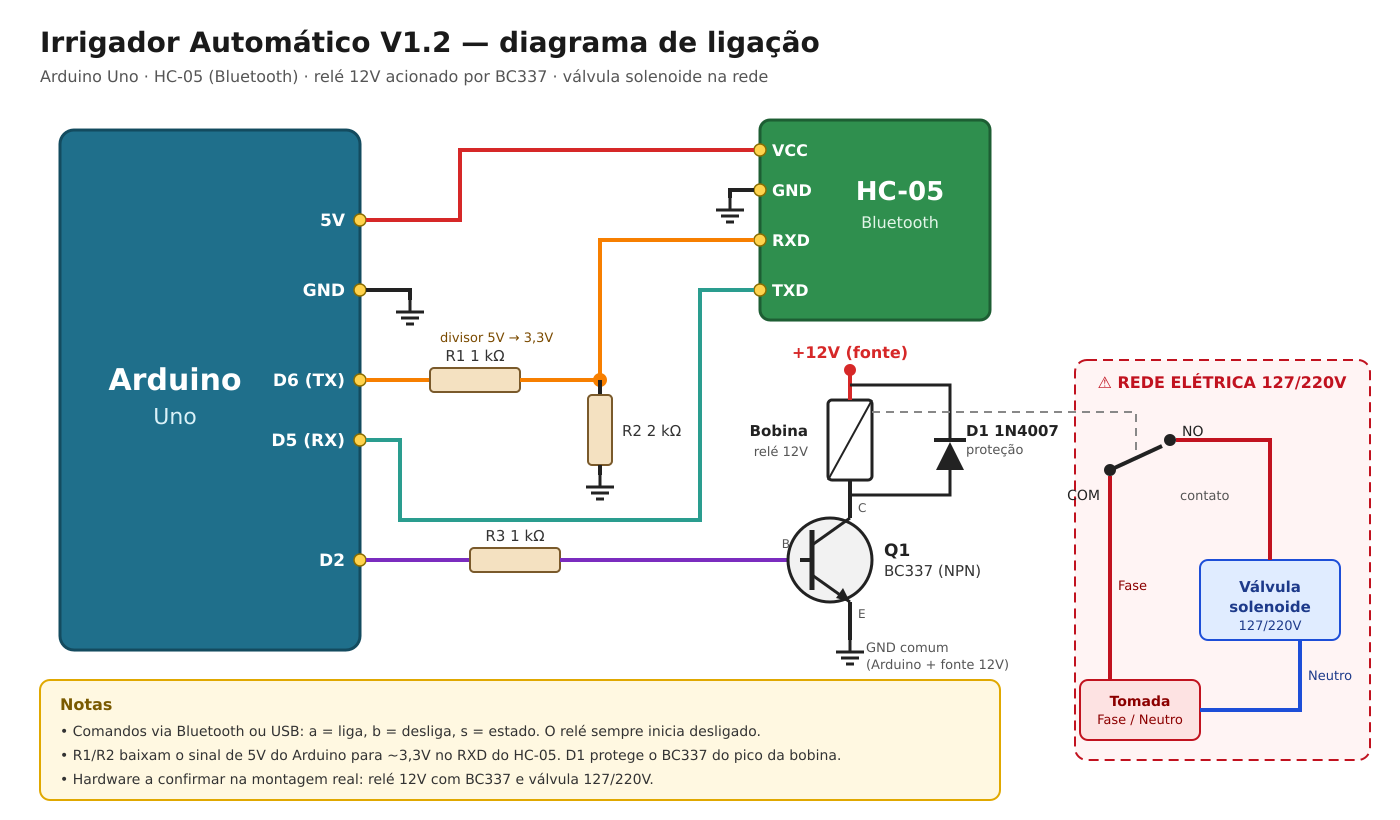 Irrigador Automático V1.2 — diagrama de ligação
Arduino Uno · HC-05 (Bluetooth) · relé 12V acionado por BC337 · válvula solenoide na rede
Arduino
Uno
5V
GND
D6 (TX)
D5 (RX)
D2
VCC
GND
RXD
TXD
HC-05
Bluetooth
divisor 5V → 3,3V
R1 1 kΩ
R2 2 kΩ
R3 1 kΩ
+12V (fonte)
Bobina
relé 12V
D1 1N4007
proteção
C
B
E
Q1
BC337 (NPN)
GND comum
(Arduino + fonte 12V)
⚠ REDE ELÉTRICA 127/220V
NO
COM
contato
Fase
Válvula
solenoide
127/220V
Neutro
Tomada
Fase / Neutro
Notas
• Comandos via Bluetooth ou USB: a = liga, b = desliga, s = estado. O relé sempre inicia desligado.
• R1/R2 baixam o sinal de 5V do Arduino para ~3,3V no RXD do HC-05. D1 protege o BC337 do pico da bobina.
• Hardware a confirmar na montagem real: relé 12V com BC337 e válvula 127/220V.